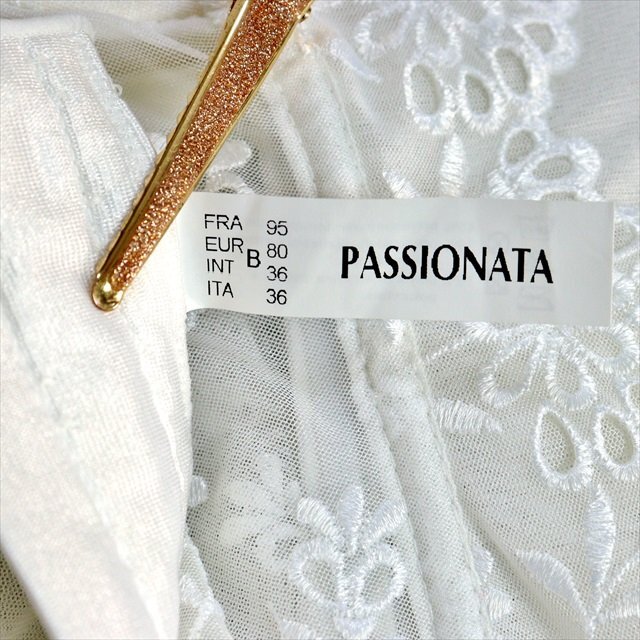 FRA 95
EUR B 80
INT 36
ITA 36
PASSIONATA